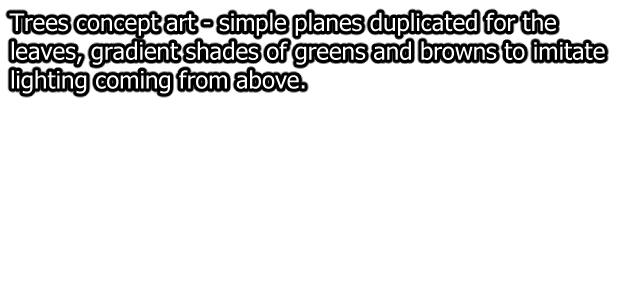 Trees concept art - simple planes duplicated for the
leaves, gradient shades of greens and browns to imitate
lighting coming from above.